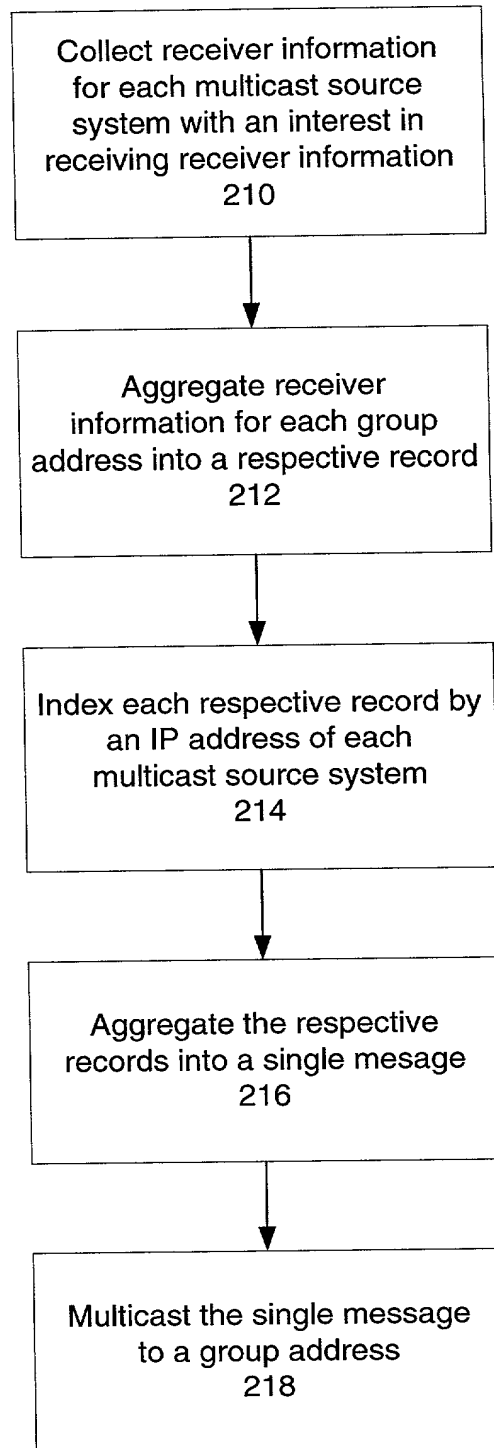 Collect receiver information
for each multicast source
system with an interest in
receiving receiver information
210
Aggregate receiver
information for each group
address into a respective record
212
Index each respective record by
an IP address of each
multicast source system
214
Aggregate the respective
records into a single mesage
216
Multicast the single message
to a group address
218